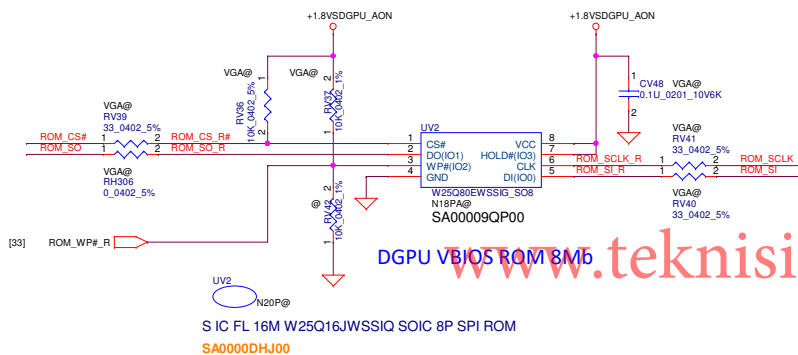 +1.8VSDGPU_AON
+1.8VSDGPU_AON
VGA@
VGA@
1
2
RV36
10K_0402_5%
2
1
RV37
10K_0402_1%
1
2
CV48
VGA@
0.1U_0201_10V6K
VGA@
RV39
33_0402_5%
VGA@
RV41
33_0402_5%
UV2
ROM_CS#
1
2
ROM_CS_R#
1
CS#
VCC
8
ROM_SO
1
2
ROM_SO_R
2
DO(IO1)
HOLD#(IO3)
7
3
WP#(IO2)
CLK
6
ROM_SCLK_R
1
2
ROM_SCLK
4
GND
DI(IO0)
5
ROM_SI_R
1
2
ROM_SI
VGA@
RH306
0_0402_5%
W25Q80EWSSIG_SO8
N18PA@
SA00009QP00
VGA@
RV40
33_0402_5%
@
2
1
RV42
10K_0402_1%
[33]
ROM_WP#_R
DGPU VBIOS ROM 8Mb
www.teknisi
UV2
N20P@
S IC FL 16M W25Q16JWSSIQ SOIC 8P SPI ROM
SA0000DHJ00